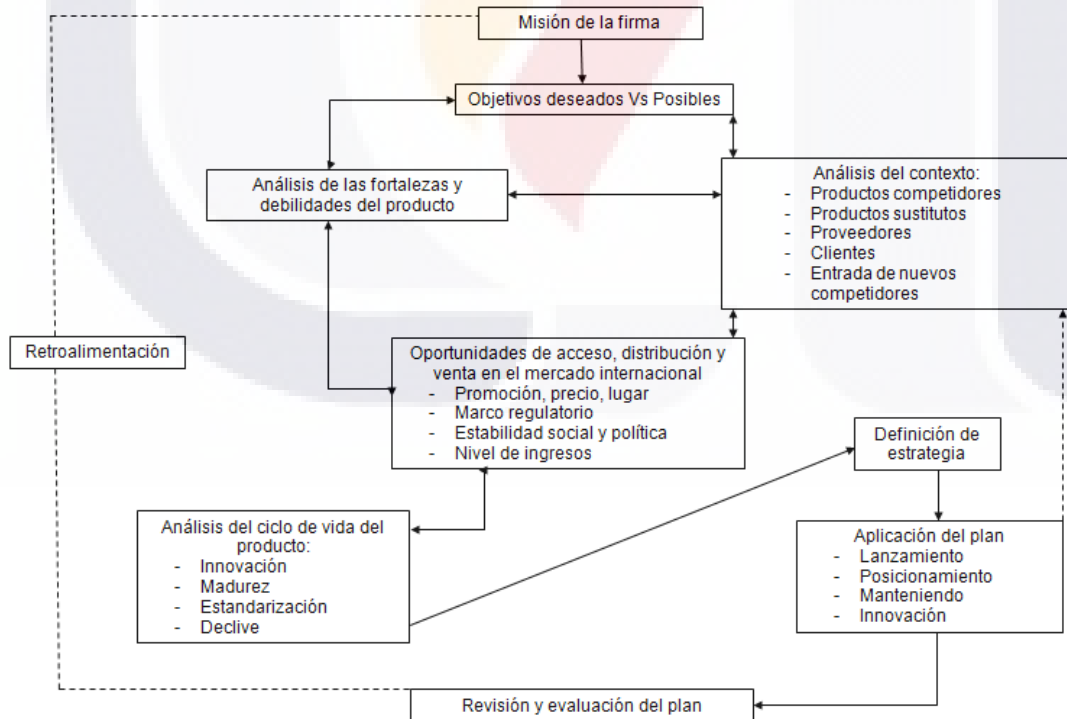 Misión de la firma
Objetivos deseados Vs Posibles
Análisis de las fortalezas y
debilidades del producto
Análisis del contexto:
- Productos competidores
- Productos sustitutos
- Proveedores
- Clientes
- Entrada de nuevos
competidores
Retroalimentación
Oportunidades de acceso, distribución y
venta en el mercado internacional
- Promoción, precio, lugar
- Marco regulatorio
- Estabilidad social y política
- Nivel de ingresos
Definición de
estrategia
Análisis del ciclo de vida del
producto:
- Innovación
- Madurez
- Estandarización
- Declive
Aplicación del plan
- Lanzamiento
- Posicionamiento
- Manteniendo
- Innovación
Revisión y evaluación del plan